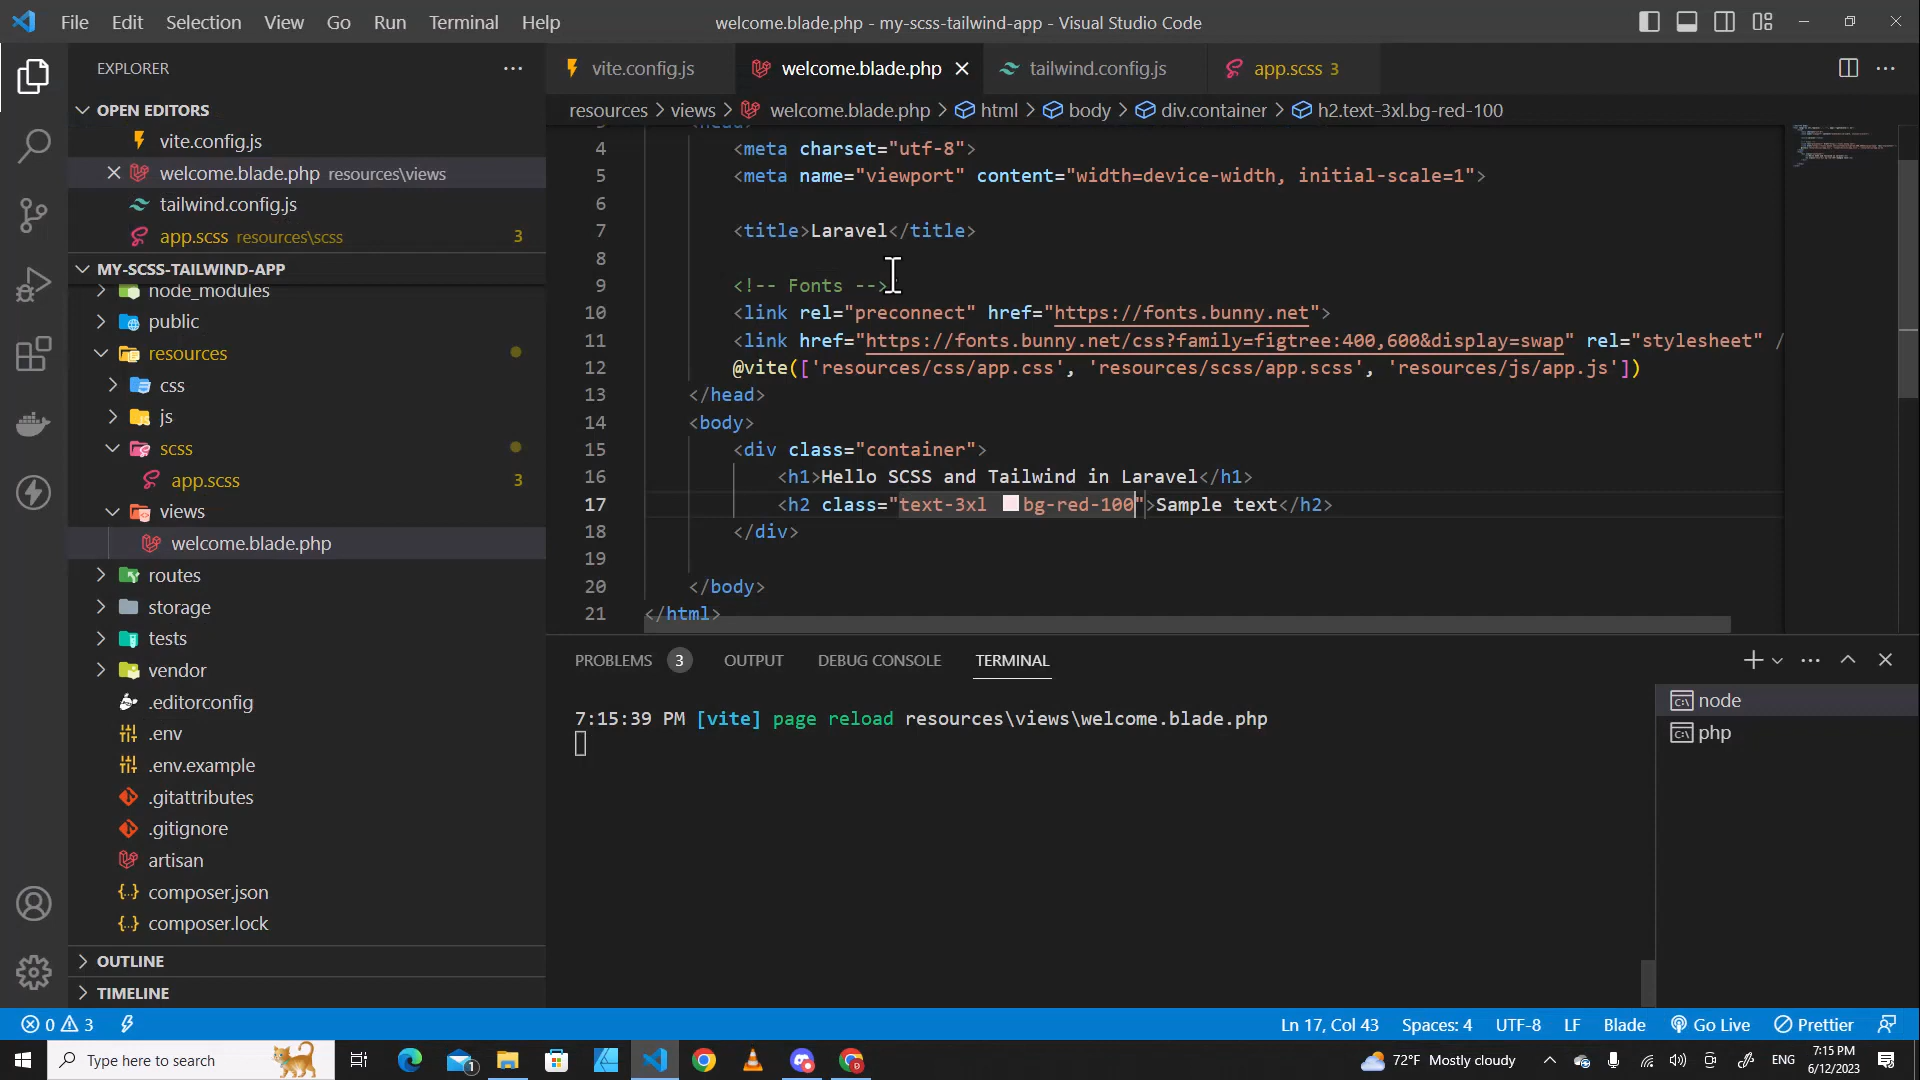 File Edit Selection View Go Run Terminal Help
welcome.blade.php - my-scss-tailwind-app - Visual Studio Code
EXPLORER
OPEN EDITORS
vite.config.js
welcome.blade.php resources\views
tailwind.config.js
app.scss resources\scss 3
MY-SCSS-TAILWIND-APP
node_modules
public
resources
css
js
scss
app.scss 3
views
welcome.blade.php
routes
storage
tests
vendor
.editorconfig
.env
.env.example
.gitattributes
.gitignore
artisan
composer.json
composer.lock
OUTLINE
TIMELINE
vite.config.js welcome.blade.php tailwind.config.js app.scss 3
resources > views > welcome.blade.php > html > body > div.container > h2.text-3xl.bg-red-100
4 <meta charset="utf-8">
5 <meta name="viewport" content="width=device-width, initial-scale=1">
6
7 <title>Laravel</title>
8
9 <!-- Fonts -->
10 <link rel="preconnect" href="https://fonts.bunny.net">
11 <link href="https://fonts.bunny.net/css?family=figtree:400,600&display=swap" rel="stylesheet" /
12 @vite(['resources/css/app.css', 'resources/scss/app.scss', 'resources/js/app.js'])
13 </head>
14 <body>
15 <div class="container">
16 <h1>Hello SCSS and Tailwind in Laravel</h1>
17 <h2 class="text-3xl bg-red-100">Sample text</h2>
18 </div>
19
20 </body>
21 </html>
PROBLEMS 3 OUTPUT DEBUG CONSOLE TERMINAL
7:15:39 PM [vite] page reload resources\views\welcome.blade.php
node
php
0 3 Ln 17, Col 43 Spaces: 4 UTF-8 LF Blade Go Live Prettier
Type here to search
1
72°F Mostly cloudy
ENG
7:15 PM
6/12/2023